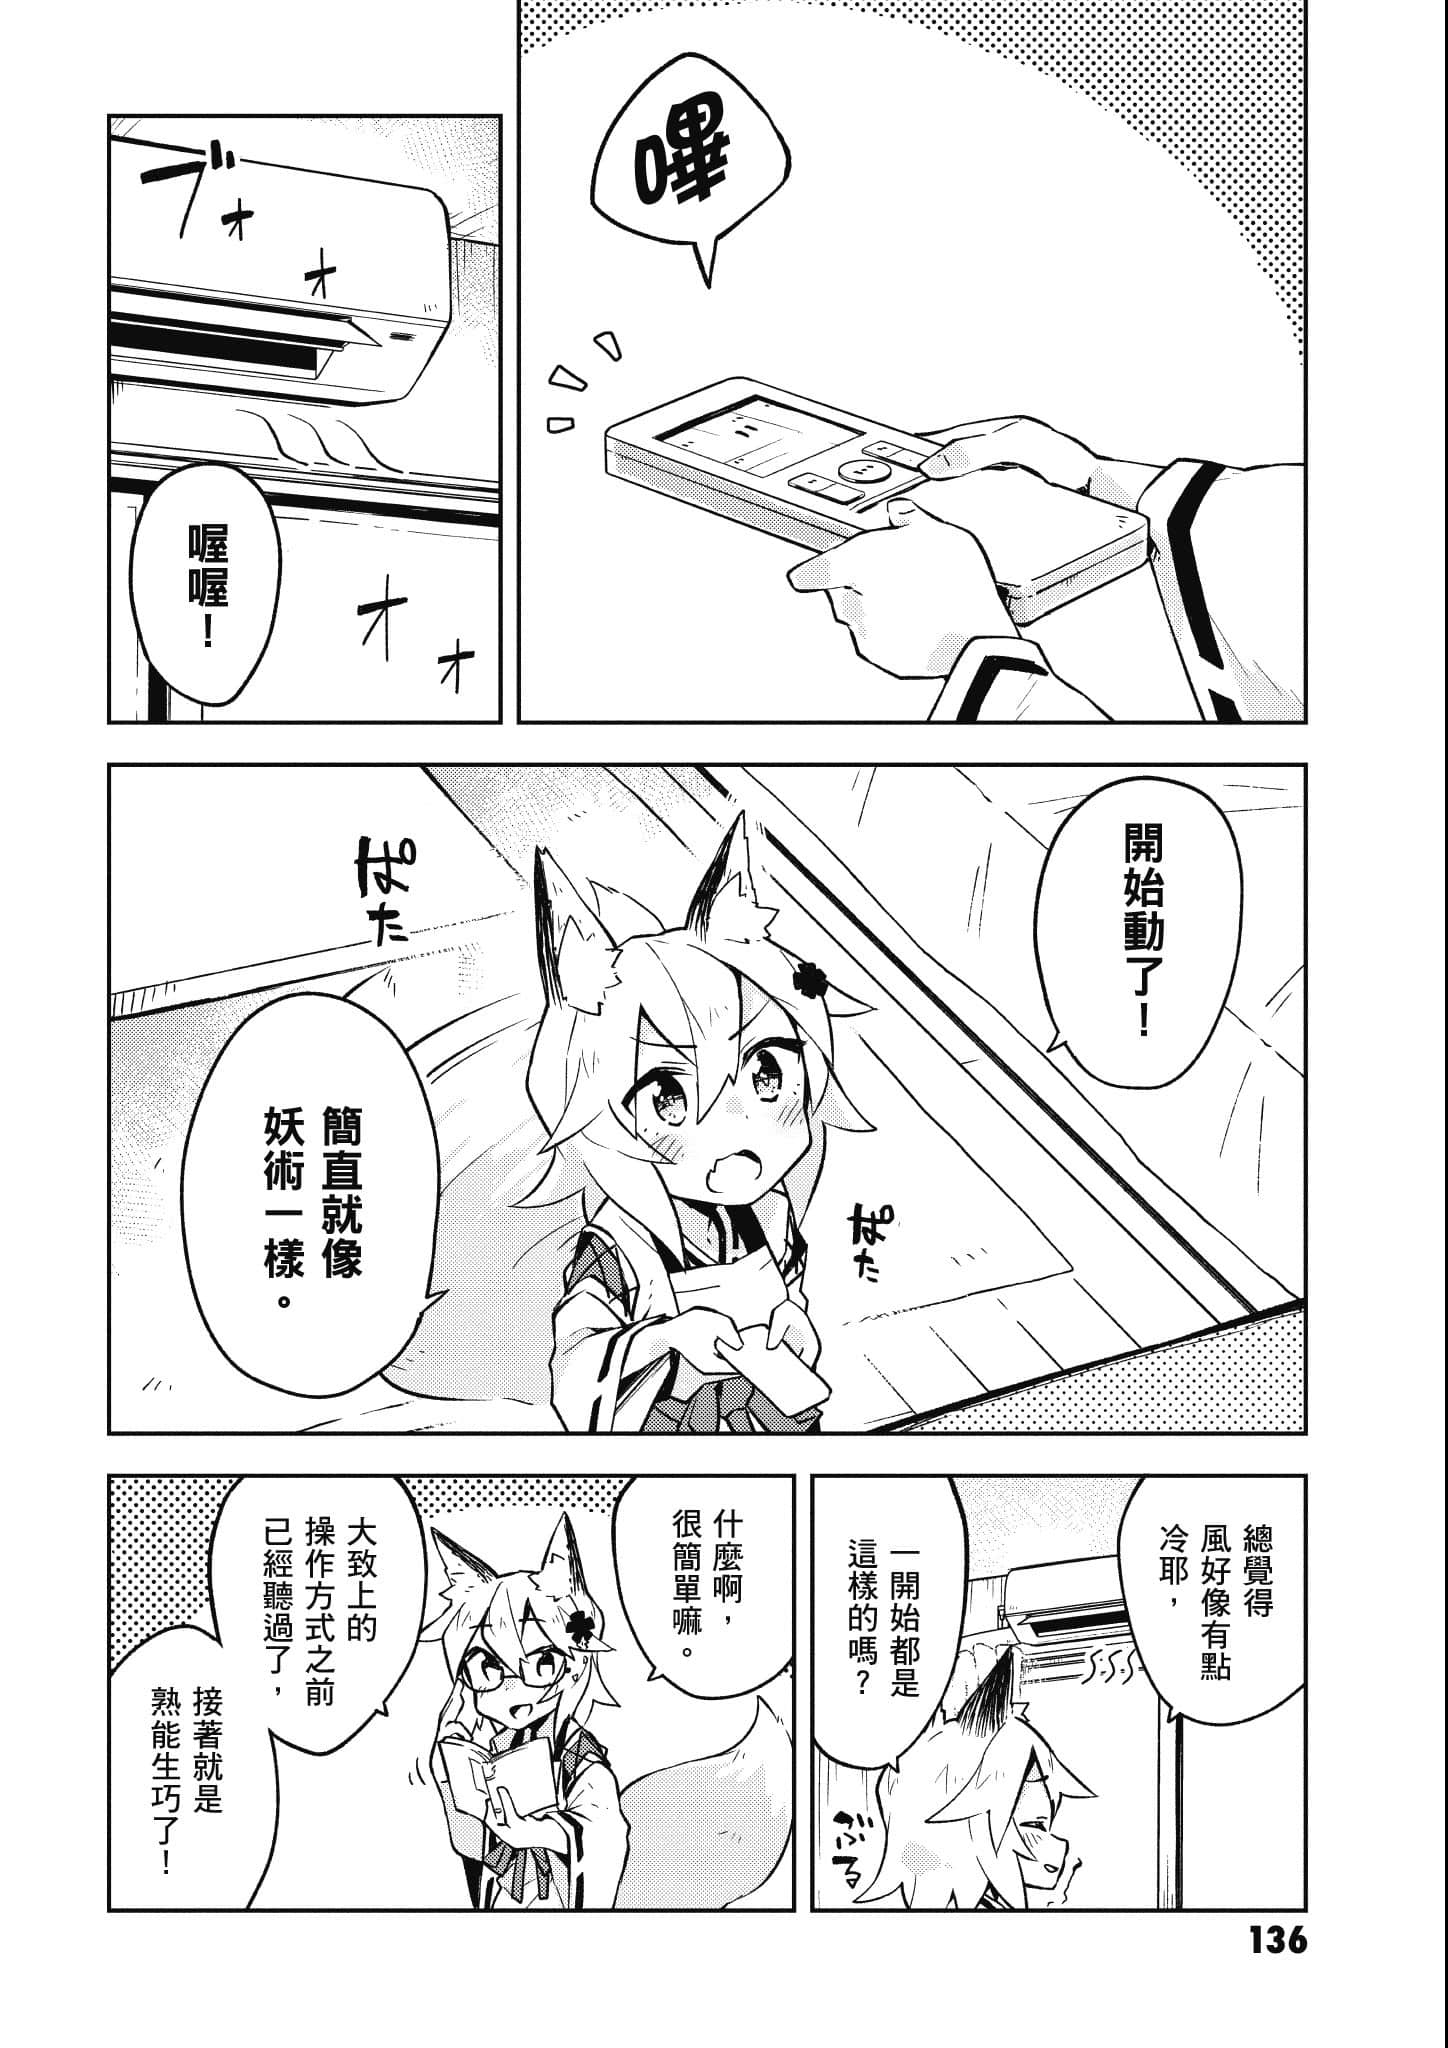 嗶
ブォォ
ォォ
喔喔！
開始動了！
ぱた
簡直就像
妖術一樣。
ぱた
總覺得
風好像有點
冷耶，
一開始都是
這樣的嗎？
ぶる
什麼啊，
很簡單嘛。
大致上的
操作方式之前
已經聽過了，
接著就是
熟能生巧了！
136